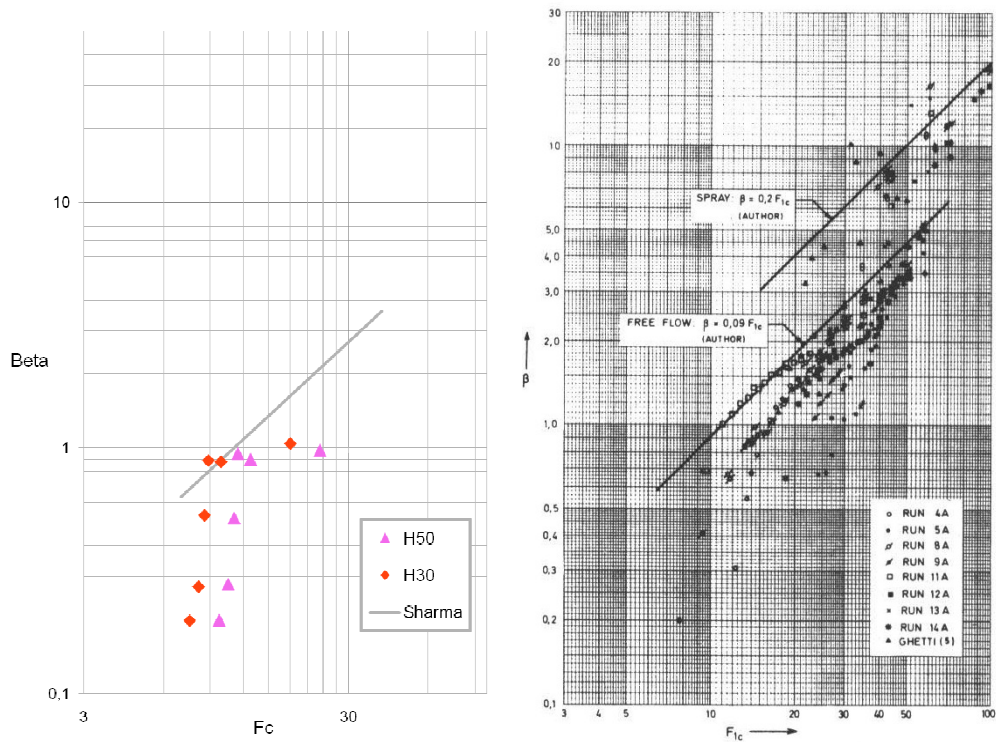 10
Beta
1
0,1
3
30
Fc
H50
H30
Sharma
30
20
10
5,0
4,0
3,0
2,0
1,0
0,5
0,4
0,3
0,2
0,1
β
SPRAY: β = 0,2 F1c
(AUTHOR)
FREE FLOW: β = 0,09 F1c
(AUTHOR)
RUN 4A
RUN 5A
RUN 8A
RUN 9A
RUN 11A
RUN 12A
RUN 13A
RUN 14A
GHETTI (5)
3 4 5 10 20 30 40 50 100
F1c